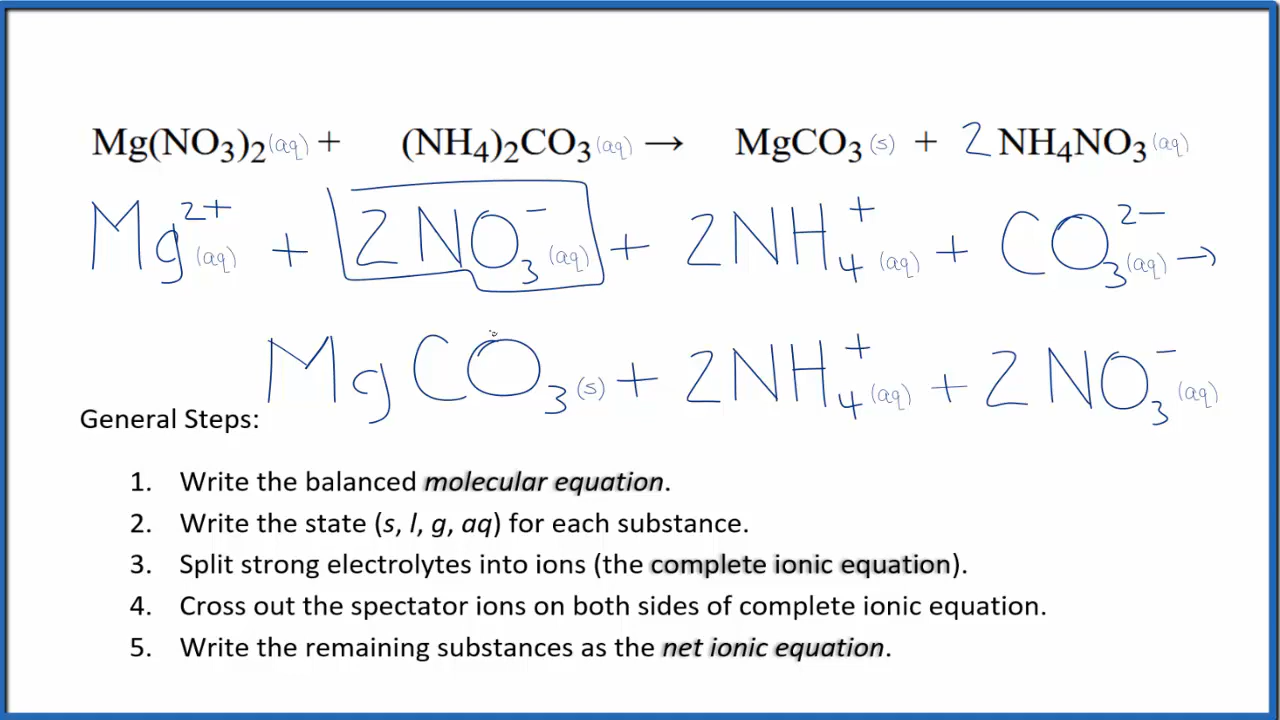 Mg(NO3)2(aq) + (NH4)2CO3(aq) → MgCO3(s) + 2 NH4NO3(aq)
Mg2+(aq) + 2NO3−(aq) + 2NH4+(aq) + CO32−(aq) →
MgCO3(s) + 2NH4+(aq) + 2NO3−(aq)
General Steps:
1. Write the balanced molecular equation.
2. Write the state (s, l, g, aq) for each substance.
3. Split strong electrolytes into ions (the complete ionic equation).
4. Cross out the spectator ions on both sides of complete ionic equation.
5. Write the remaining substances as the net ionic equation.